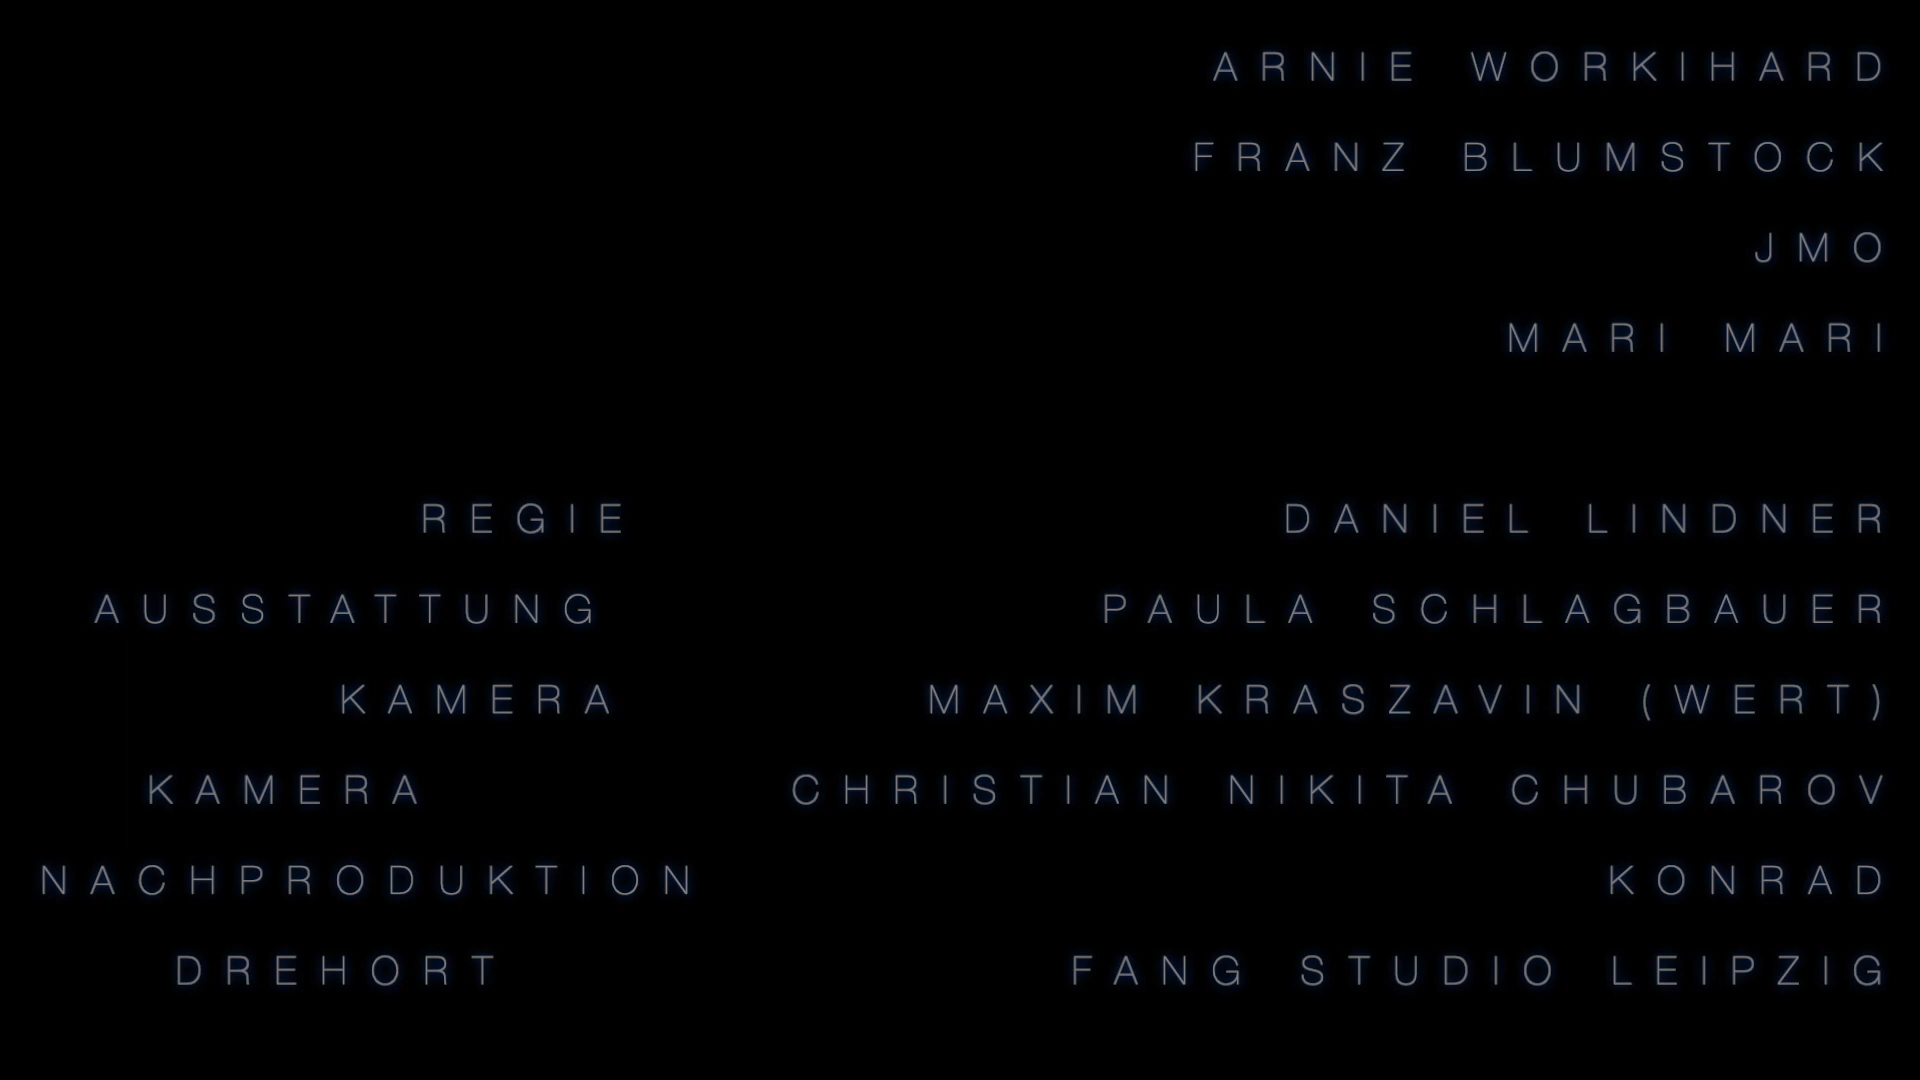 ARNIE WORKIHARD
FRANZ BLUMSTOCK
JMO
MARI MARI
REGIE DANIEL LINDNER
AUSSTATTUNG PAULA SCHLAGBAUER
KAMERA MAXIM KRASZAVIN (WERT)
KAMERA CHRISTIAN NIKITA CHUBAROV
NACHPRODUKTION KONRAD
DREHORT FANG STUDIO LEIPZIG